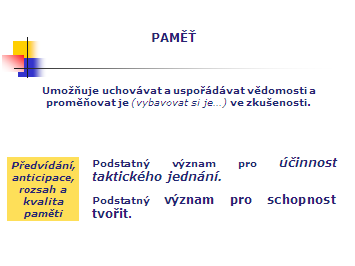 PAMĚŤ
Umožňuje uchovávat a uspořádávat vědomosti a
proměňovat je (vybavovat si je…) ve zkušenosti.
Předvídání,
anticipace,
rozsah a
kvalita
paměti
Podstatný význam pro účinnost
taktického jednání.
Podstatný význam pro schopnost
tvořit.